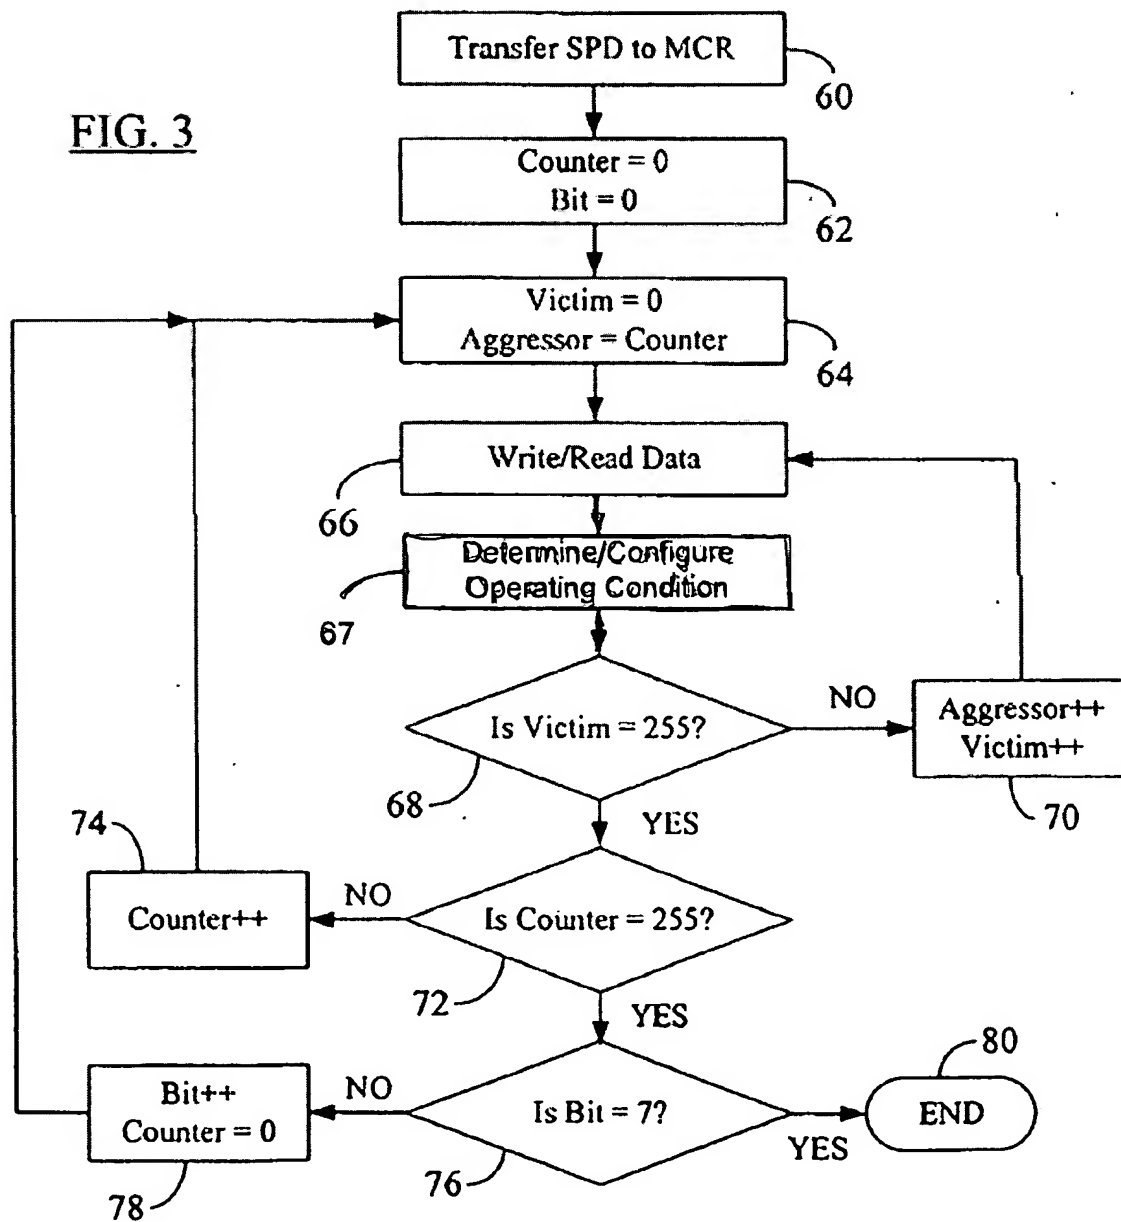 Transfer SPD to MCR
60
FIG. 3
Counter = 0
Bit = 0
62
Victim = 0
Aggressor = Counter
64
Write/Read Data
66
Determine/Configure
Operating Condition
67
Is Victim = 255?
NO
Aggressor++
Victim++
68
70
YES
74
Counter++
NO
Is Counter = 255?
72
YES
80
Bit++
Counter = 0
NO
Is Bit = 7?
YES
END
78
76